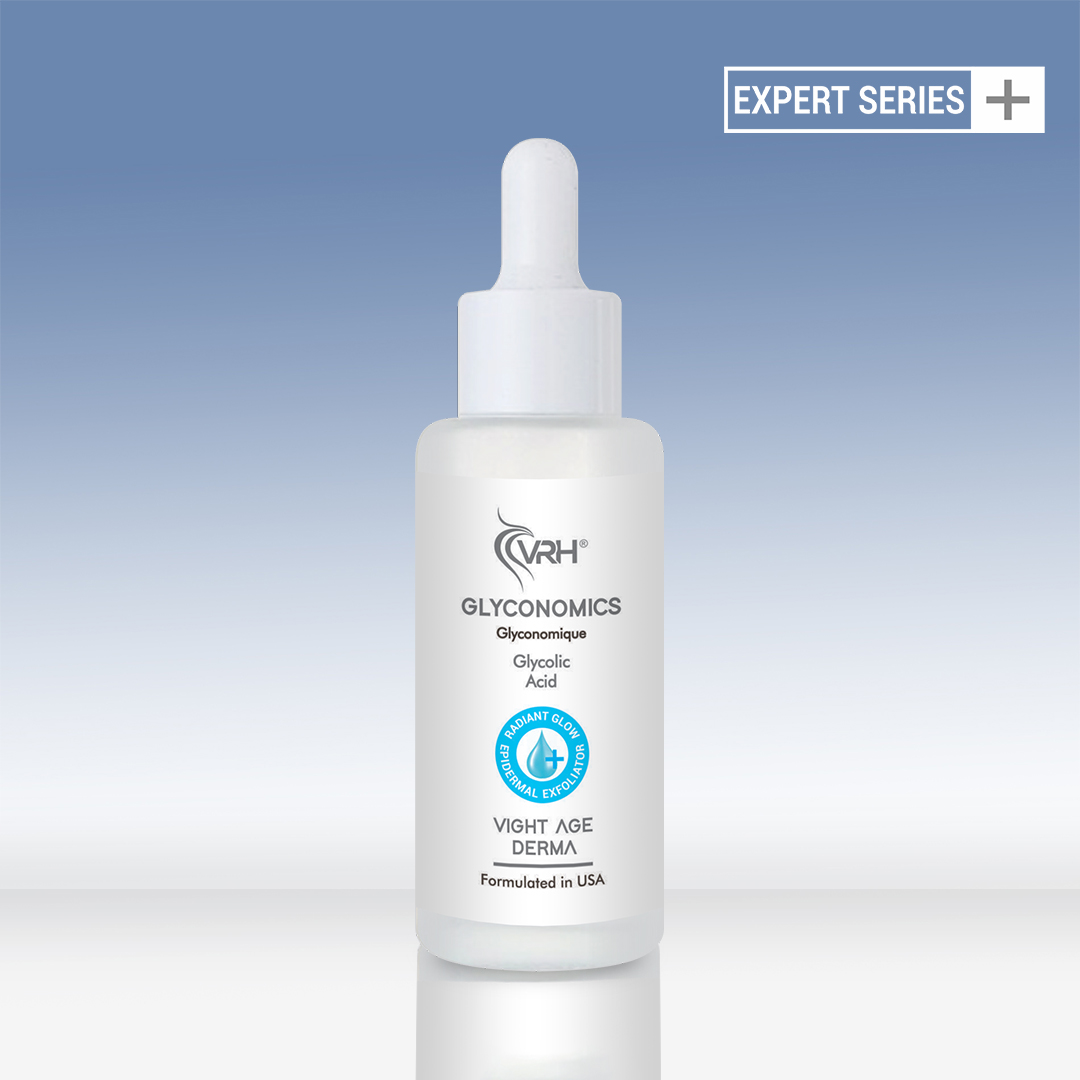 EXPERT SERIES +
VRH®
GLYCONOMICS
Glyconomique
Glycolic
Acid
RADIANT GLOW
EPIDERMAL EXFOLIATOR
VIGHT AGE
DERMA
Formulated in USA